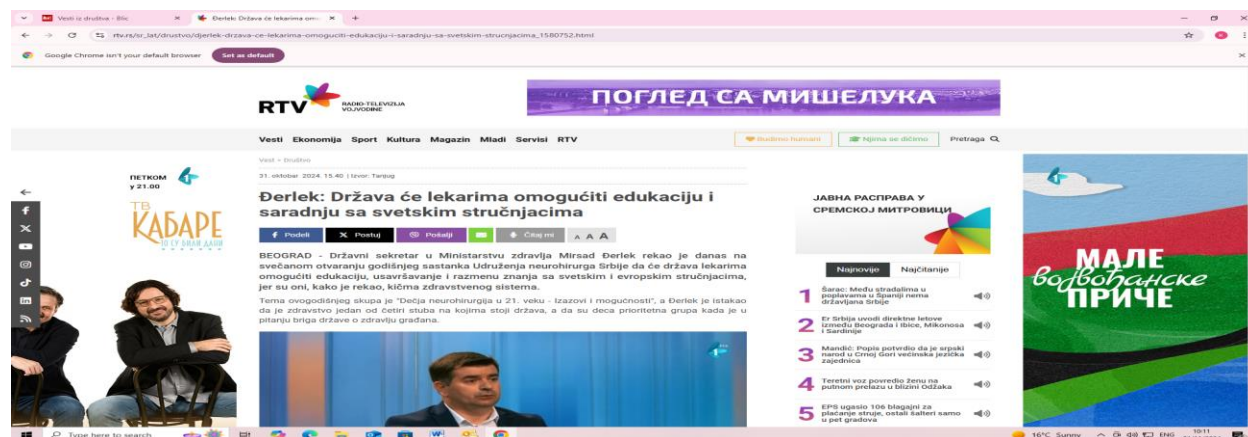 Vesti iz društva - Blic
Đerlek: Država će lekarima om
rtv.rs/sr_lat/drustvo/djerlek-drzava-ce-lekarima-omoguciti-edukaciju-i-saradnju-sa-svetskim-strucnjacima_1580752.html
Google Chrome isn't your default browser
Set as default
RTV
RADIO-TELEVIZIJA
VOJVODINE
ПОГЛЕД СА МИШЕЛУКА
Vesti Ekonomija Sport Kultura Magazin Mladi Servisi RTV
Budimo humani
Njima se dičimo
Pretraga
Vesti > Društvo
31. oktobar 2024. 15.40 | Izvor: Tanjug
Đerlek: Država će lekarima omogućiti edukaciju i
saradnju sa svetskim stručnjacima
Podeli
Postuj
Pošalji
Čitaj mi
A A A
BEOGRAD - Državni sekretar u Ministarstvu zdravlja Mirsad Đerlek rekao je danas na
svečanom otvaranju godišnjeg sastanka Udruženja neurohirurga Srbije da će država lekarima
omogućiti edukaciju, usavršavanje i razmenu znanja sa svetskim i evropskim stručnjacima,
jer su oni, kako je rekao, kičma zdravstvenog sistema.
Tema ovogodišnjeg skupa je "Dečja neurohirurgija u 21. veku - Izazovi i mogućnosti", a Đerlek je istakao
da je zdravstvo jedan od četiri stuba na kojima stoji država, a da su deca prioritetna grupa kada je u
pitanju briga države o zdravlju građana.
ПЕТКОМ
у 21.00
ТВ
КАБАРЕ
ТО СУ БИЛИ ДАНИ
ЈАВНА РАСПРАВА У
СРЕМСКОЈ МИТРОВИЦИ
Najnovije
Najčitanije
1 Šarac: Među stradalima u
poplavama u Španiji nema
državljana Srbije
2 Er Srbija uvodi direktne letove
između Beograda i Ibice, Mikonosa
i Sardinije
3 Mandić: Popis potvrdio da je srpski
narod u Crnoj Gori većinska jezička
zajednica
4 Teretni voz povredio ženu na
putnom prelazu u blizini Odžaka
5 EPS ugasio 106 blagajni za
plaćanje struje, ostali šalteri samo
u pet gradova
МАЛЕ
војвођанске
ПРИЧЕ
Type here to search
16°C Sunny
ENG
10:11